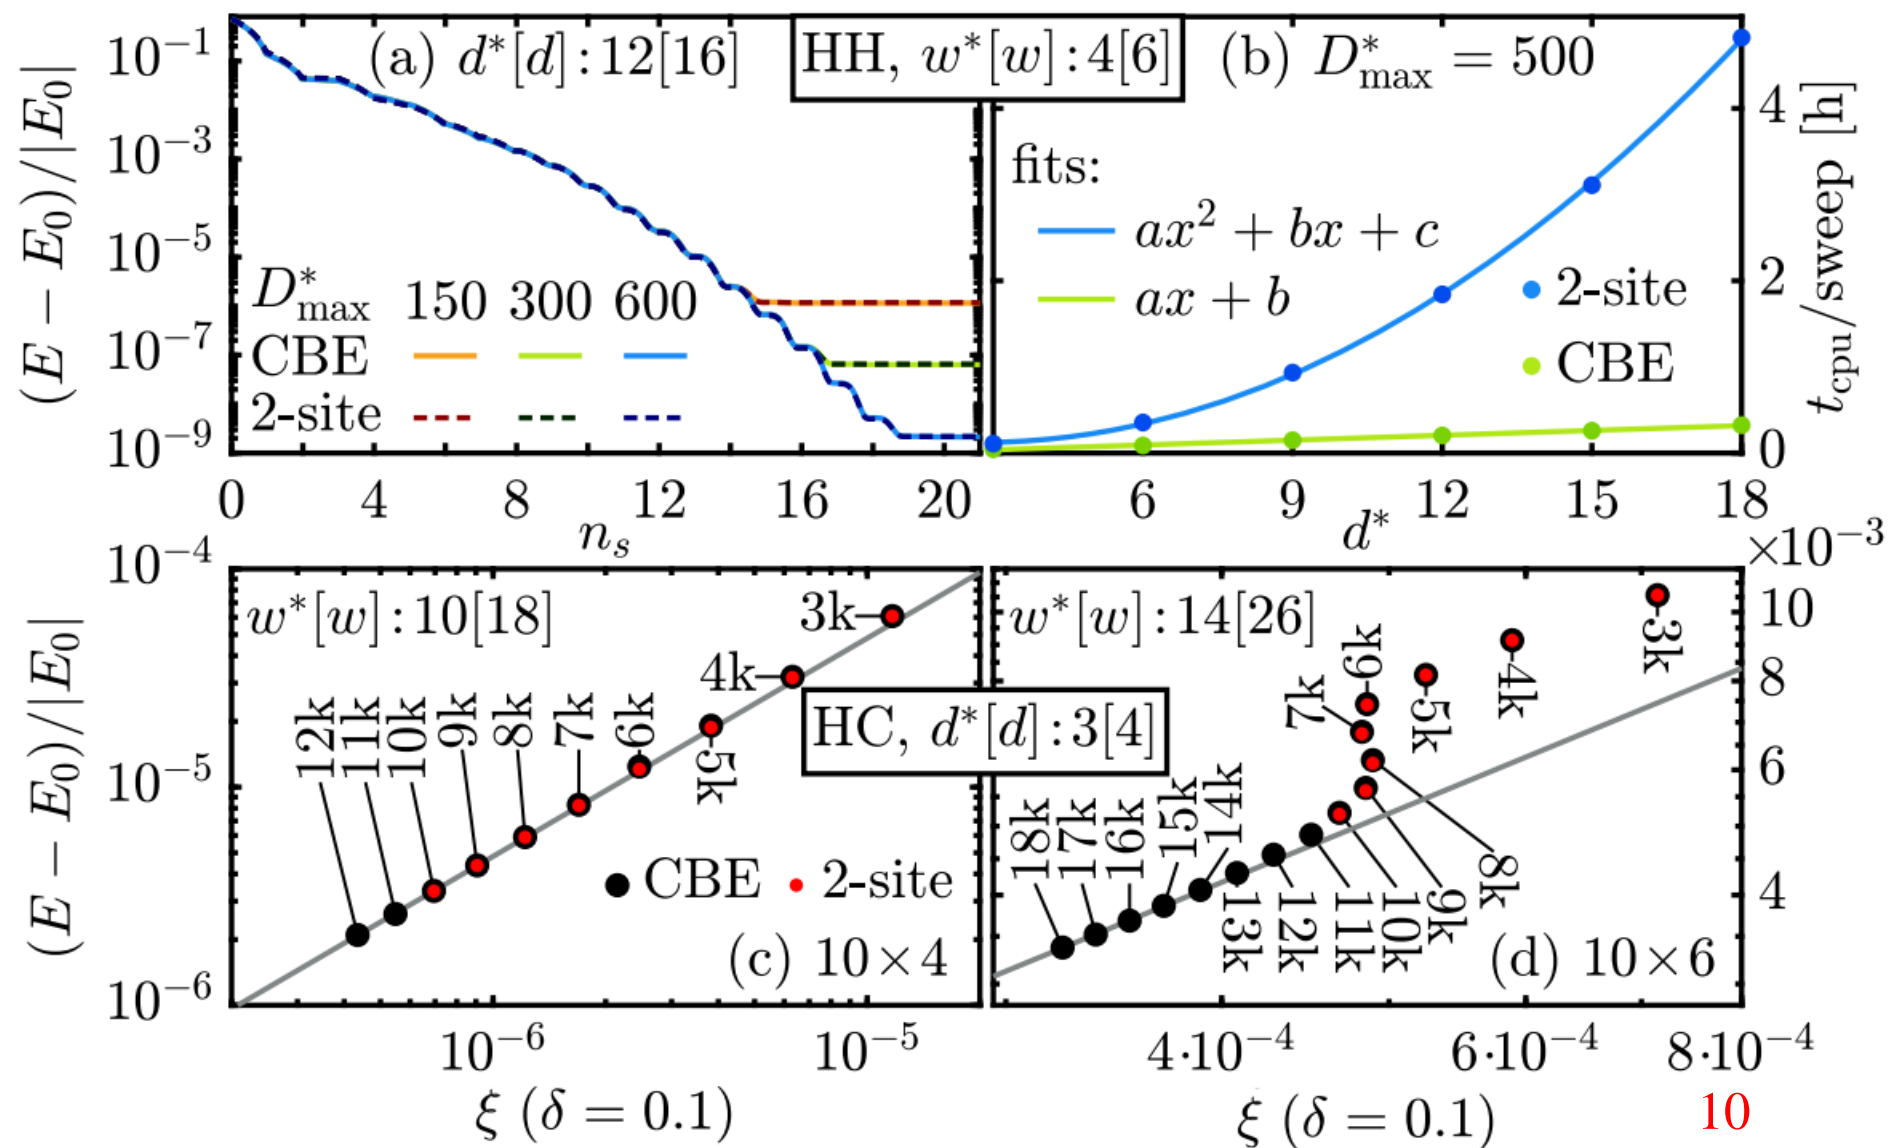 (a) d*[d]:12[16]
HH, w*[w]:4[6]
(b) D*max = 500
(E − E0)/|E0|
10−1
10−3
10−5
10−7
10−9
D*max 150 300 600
CBE
2-site
0 4 8 12 16 20
ns
fits:
ax2 + bx + c
ax + b
2-site
CBE
4
2
0
tcpu/sweep [h]
6 9 12 15 18
d*
×10−3
(E − E0)/|E0|
10−4
10−5
10−6
w*[w]:10[18]
3k
4k
5k
6k
7k
8k
9k
10k
11k
12k
HC, d*[d]:3[4]
CBE 2-site
(c) 10×4
10−6 10−5
ξ (δ = 0.1)
w*[w]:14[26]
3k
4k
5k
6k
7k
8k
9k
10k
11k
12k
13k
14k
15k
16k
17k
18k
(d) 10×6
10
8
6
4
4·10−4 6·10−4 8·10−4
ξ (δ = 0.1)
10